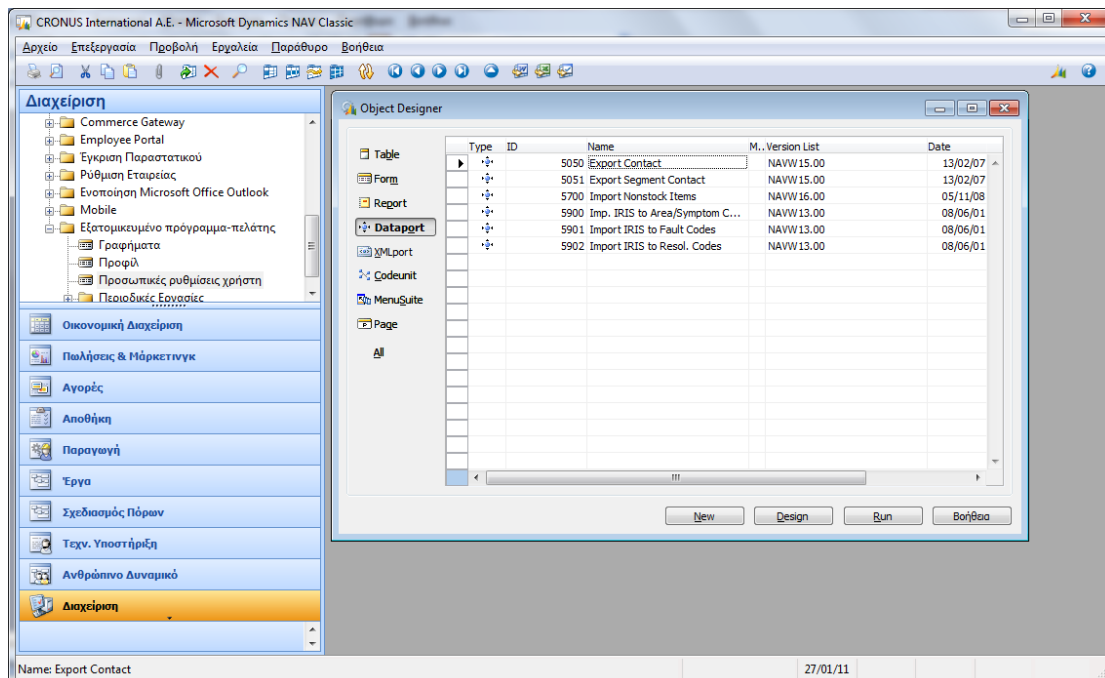 CRONUS International A.E. - Microsoft Dynamics NAV Classic
Αρχείο Επεξεργασία Προβολή Εργαλεία Παράθυρο Βοήθεια
Διαχείριση
Commerce Gateway
Employee Portal
Έγκριση Παραστατικού
Ρύθμιση Εταιρείας
Ενοποίηση Microsoft Office Outlook
Mobile
Εξατομικευμένο πρόγραμμα-πελάτης
Γραφήματα
Προφίλ
Προσωπικές ρυθμίσεις χρήστη
Περιοδικές Εργασίες
Οικονομική Διαχείριση
Πωλήσεις & Μάρκετινγκ
Αγορές
Αποθήκη
Παραγωγή
Έργα
Σχεδιασμός Πόρων
Τεχν. Υποστήριξη
Ανθρώπινο Δυναμικό
Διαχείριση
Object Designer
Table
Form
Report
Dataport
XMLport
Codeunit
MenuSuite
Page
All
Type ID Name M.. Version List Date
5050 Export Contact NAVW15.00 13/02/07
5051 Export Segment Contact NAVW15.00 13/02/07
5700 Import Nonstock Items NAVW16.00 05/11/08
5900 Imp. IRIS to Area/Symptom C... NAVW13.00 08/06/01
5901 Import IRIS to Fault Codes NAVW13.00 08/06/01
5902 Import IRIS to Resol. Codes NAVW13.00 08/06/01
New Design Run Βοήθεια
Name: Export Contact 27/01/11